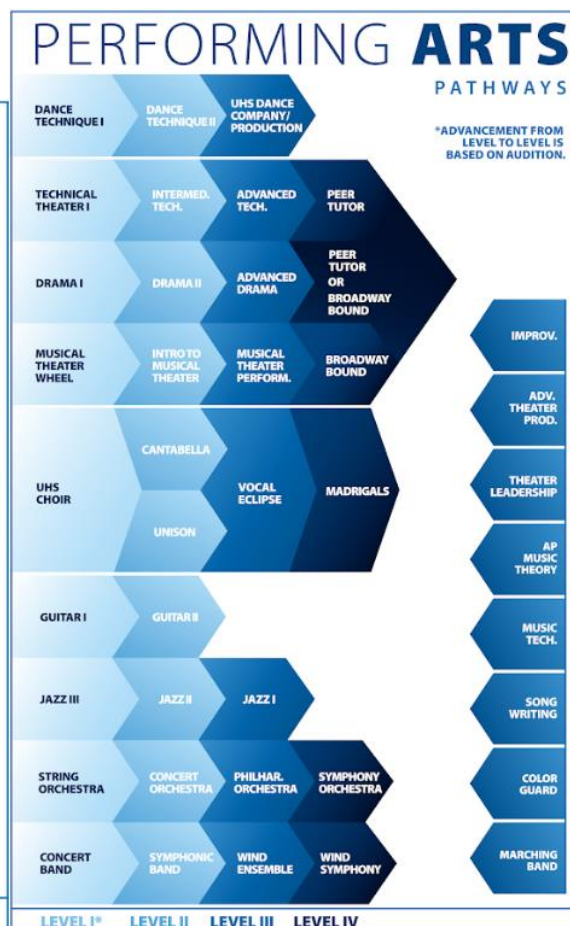 PERFORMING ARTS
PATHWAYS
*ADVANCEMENT FROM
LEVEL TO LEVEL IS
BASED ON AUDITION.
DANCE
TECHNIQUE I
DANCE
TECHNIQUE II
UHS DANCE
COMPANY/
PRODUCTION
TECHNICAL
THEATER I
INTERMED.
TECH.
ADVANCED
TECH.
PEER
TUTOR
DRAMA I
DRAMA II
ADVANCED
DRAMA
PEER
TUTOR
OR
BROADWAY
BOUND
MUSICAL
THEATER
WHEEL
INTRO TO
MUSICAL
THEATER
MUSICAL
THEATER
PERFORM.
BROADWAY
BOUND
UHS
CHOIR
CANTABELLA
UNISON
VOCAL
ECLIPSE
MADRIGALS
GUITAR I
GUITAR II
JAZZ III
JAZZ II
JAZZ I
STRING
ORCHESTRA
CONCERT
ORCHESTRA
PHILHAR.
ORCHESTRA
SYMPHONY
ORCHESTRA
CONCERT
BAND
SYMPHONIC
BAND
WIND
ENSEMBLE
WIND
SYMPHONY
IMPROV.
ADV.
THEATER
PROD.
THEATER
LEADERSHIP
AP
MUSIC
THEORY
MUSIC
TECH.
SONG
WRITING
COLOR
GUARD
MARCHING
BAND
LEVEL I* LEVEL II LEVEL III LEVEL IV